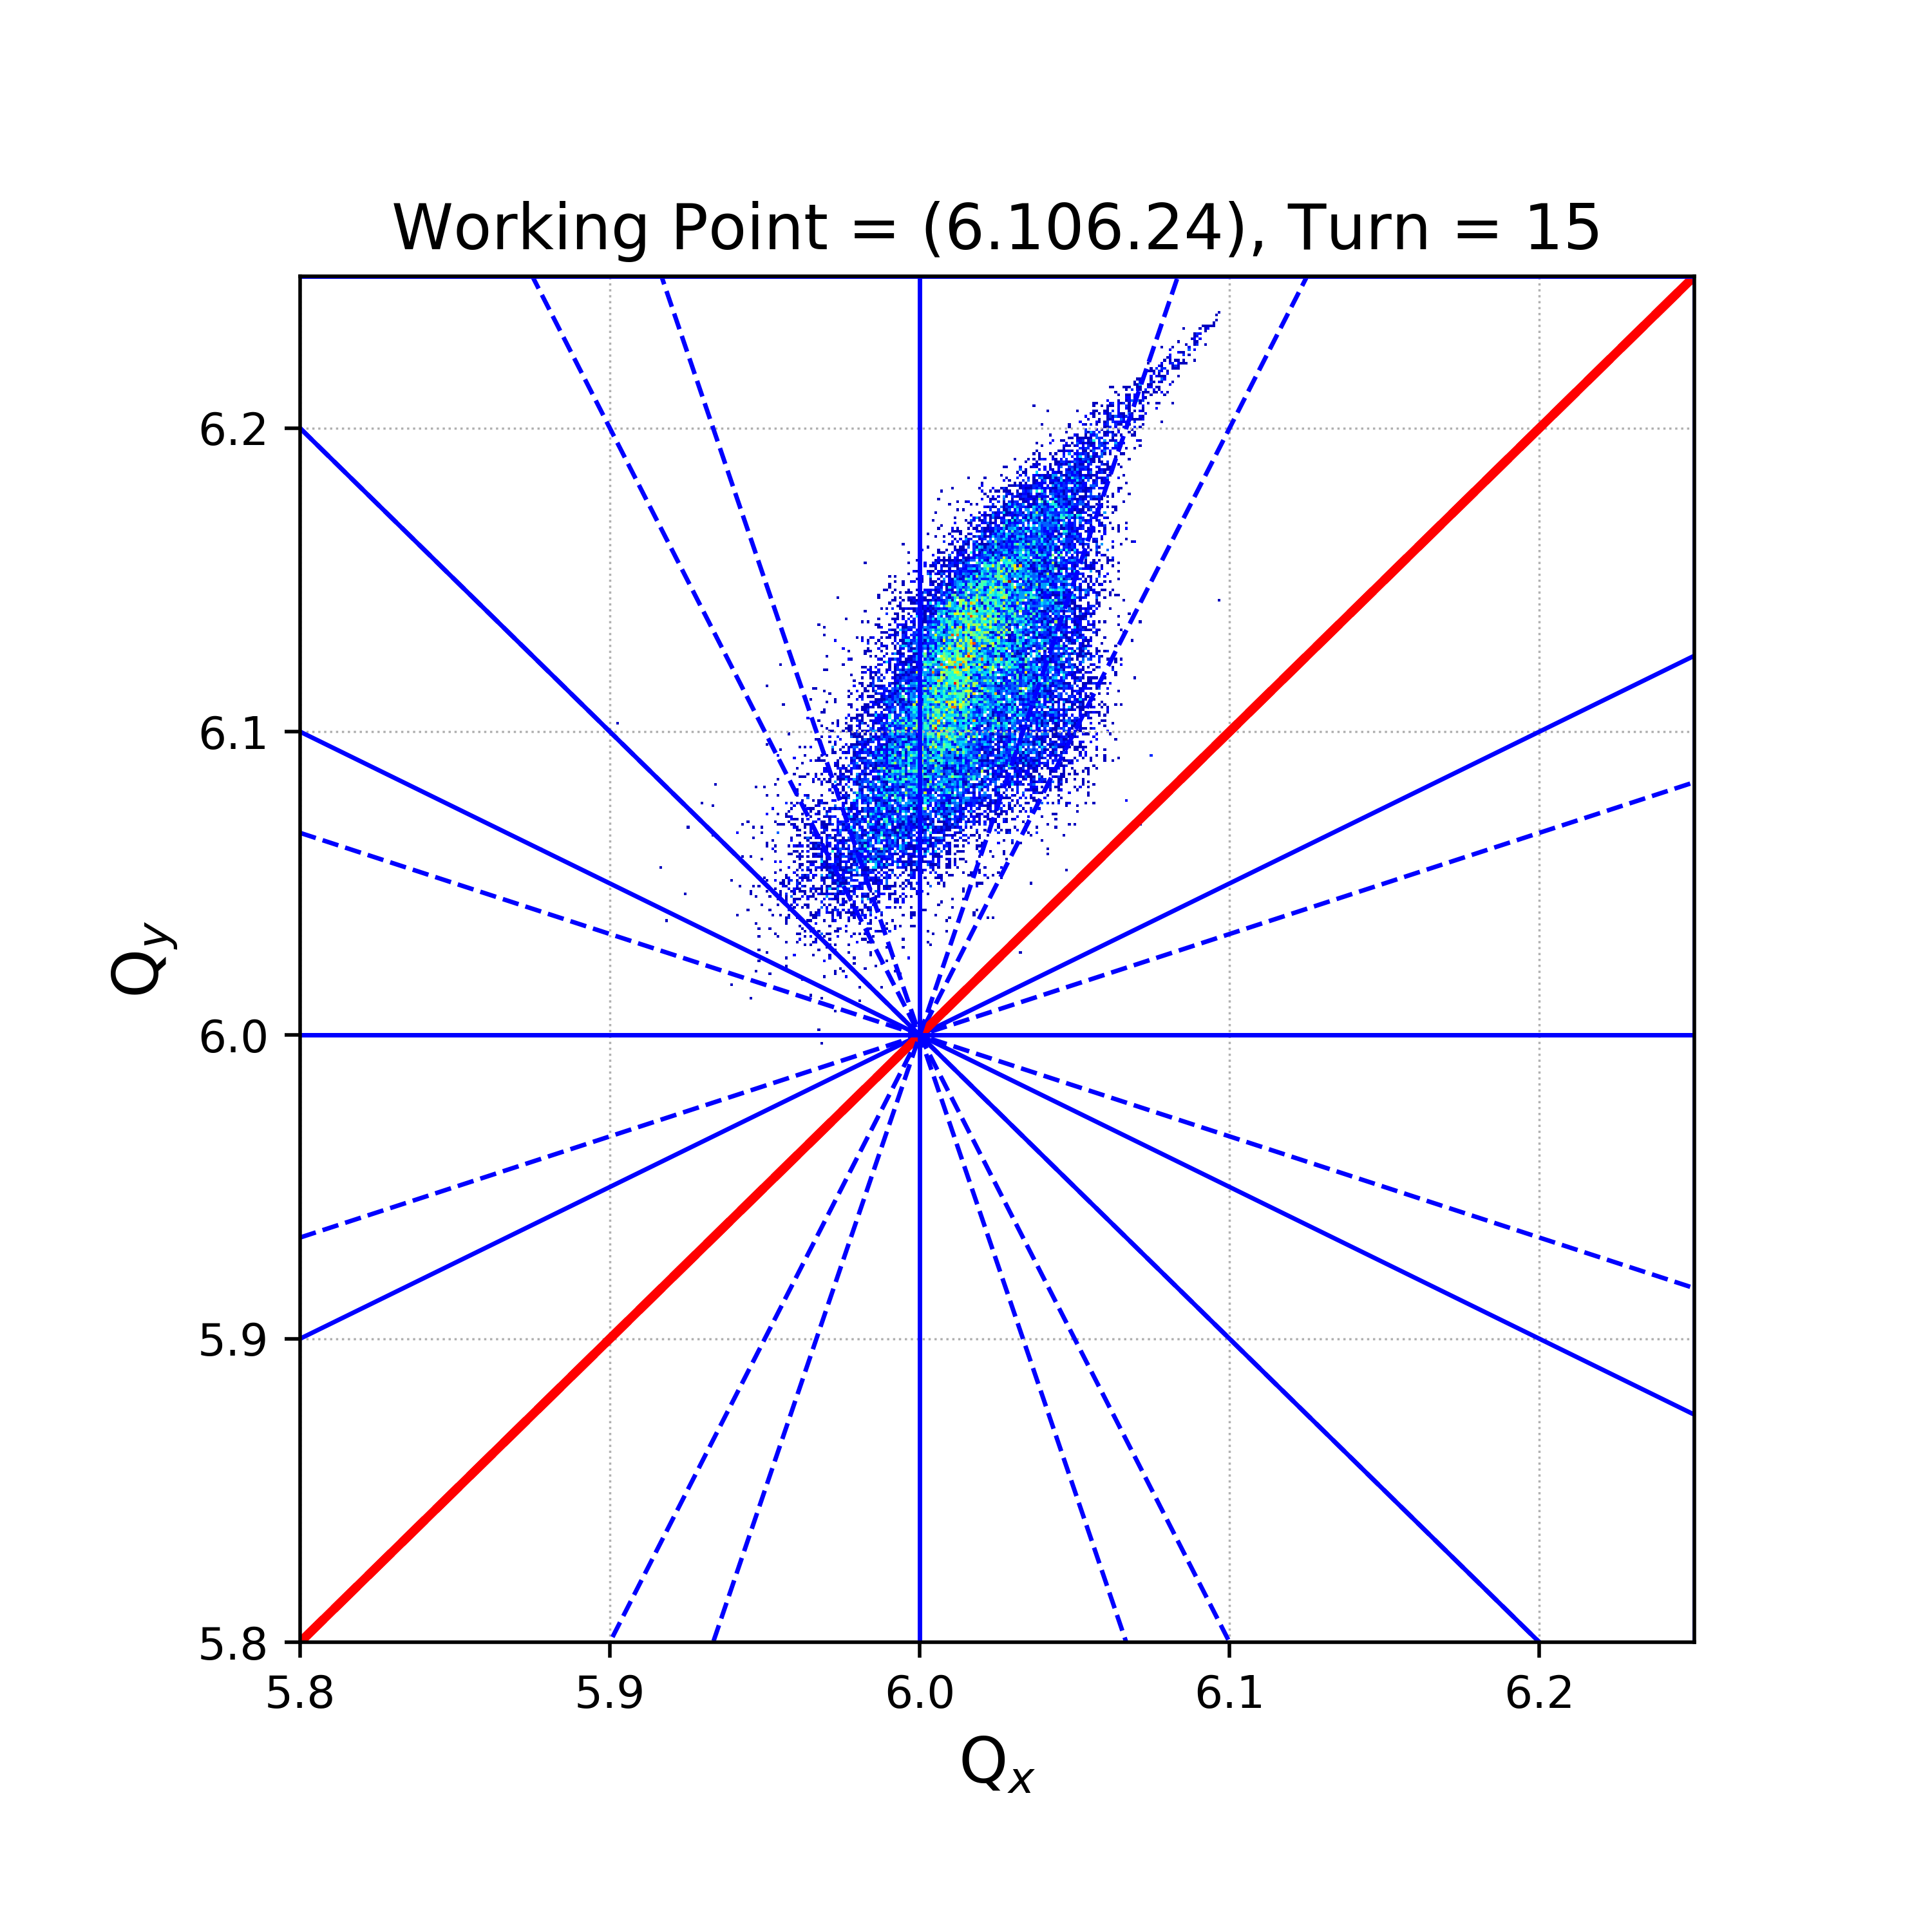 Working Point = (6.106.24), Turn = 15
6.2
6.1
6.0
5.9
5.8
Qy
5.8 5.9 6.0 6.1 6.2
Qx